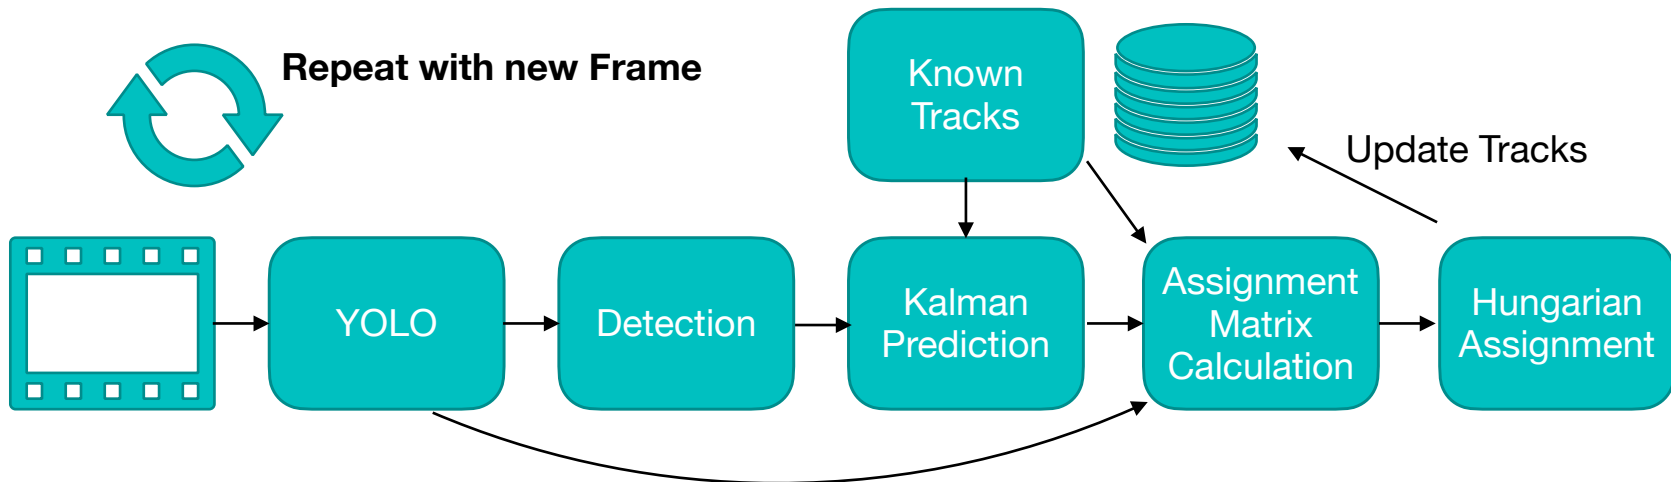 Repeat with new Frame
Known
Tracks
Update Tracks
YOLO
Detection
Kalman
Prediction
Assignment
Matrix
Calculation
Hungarian
Assignment